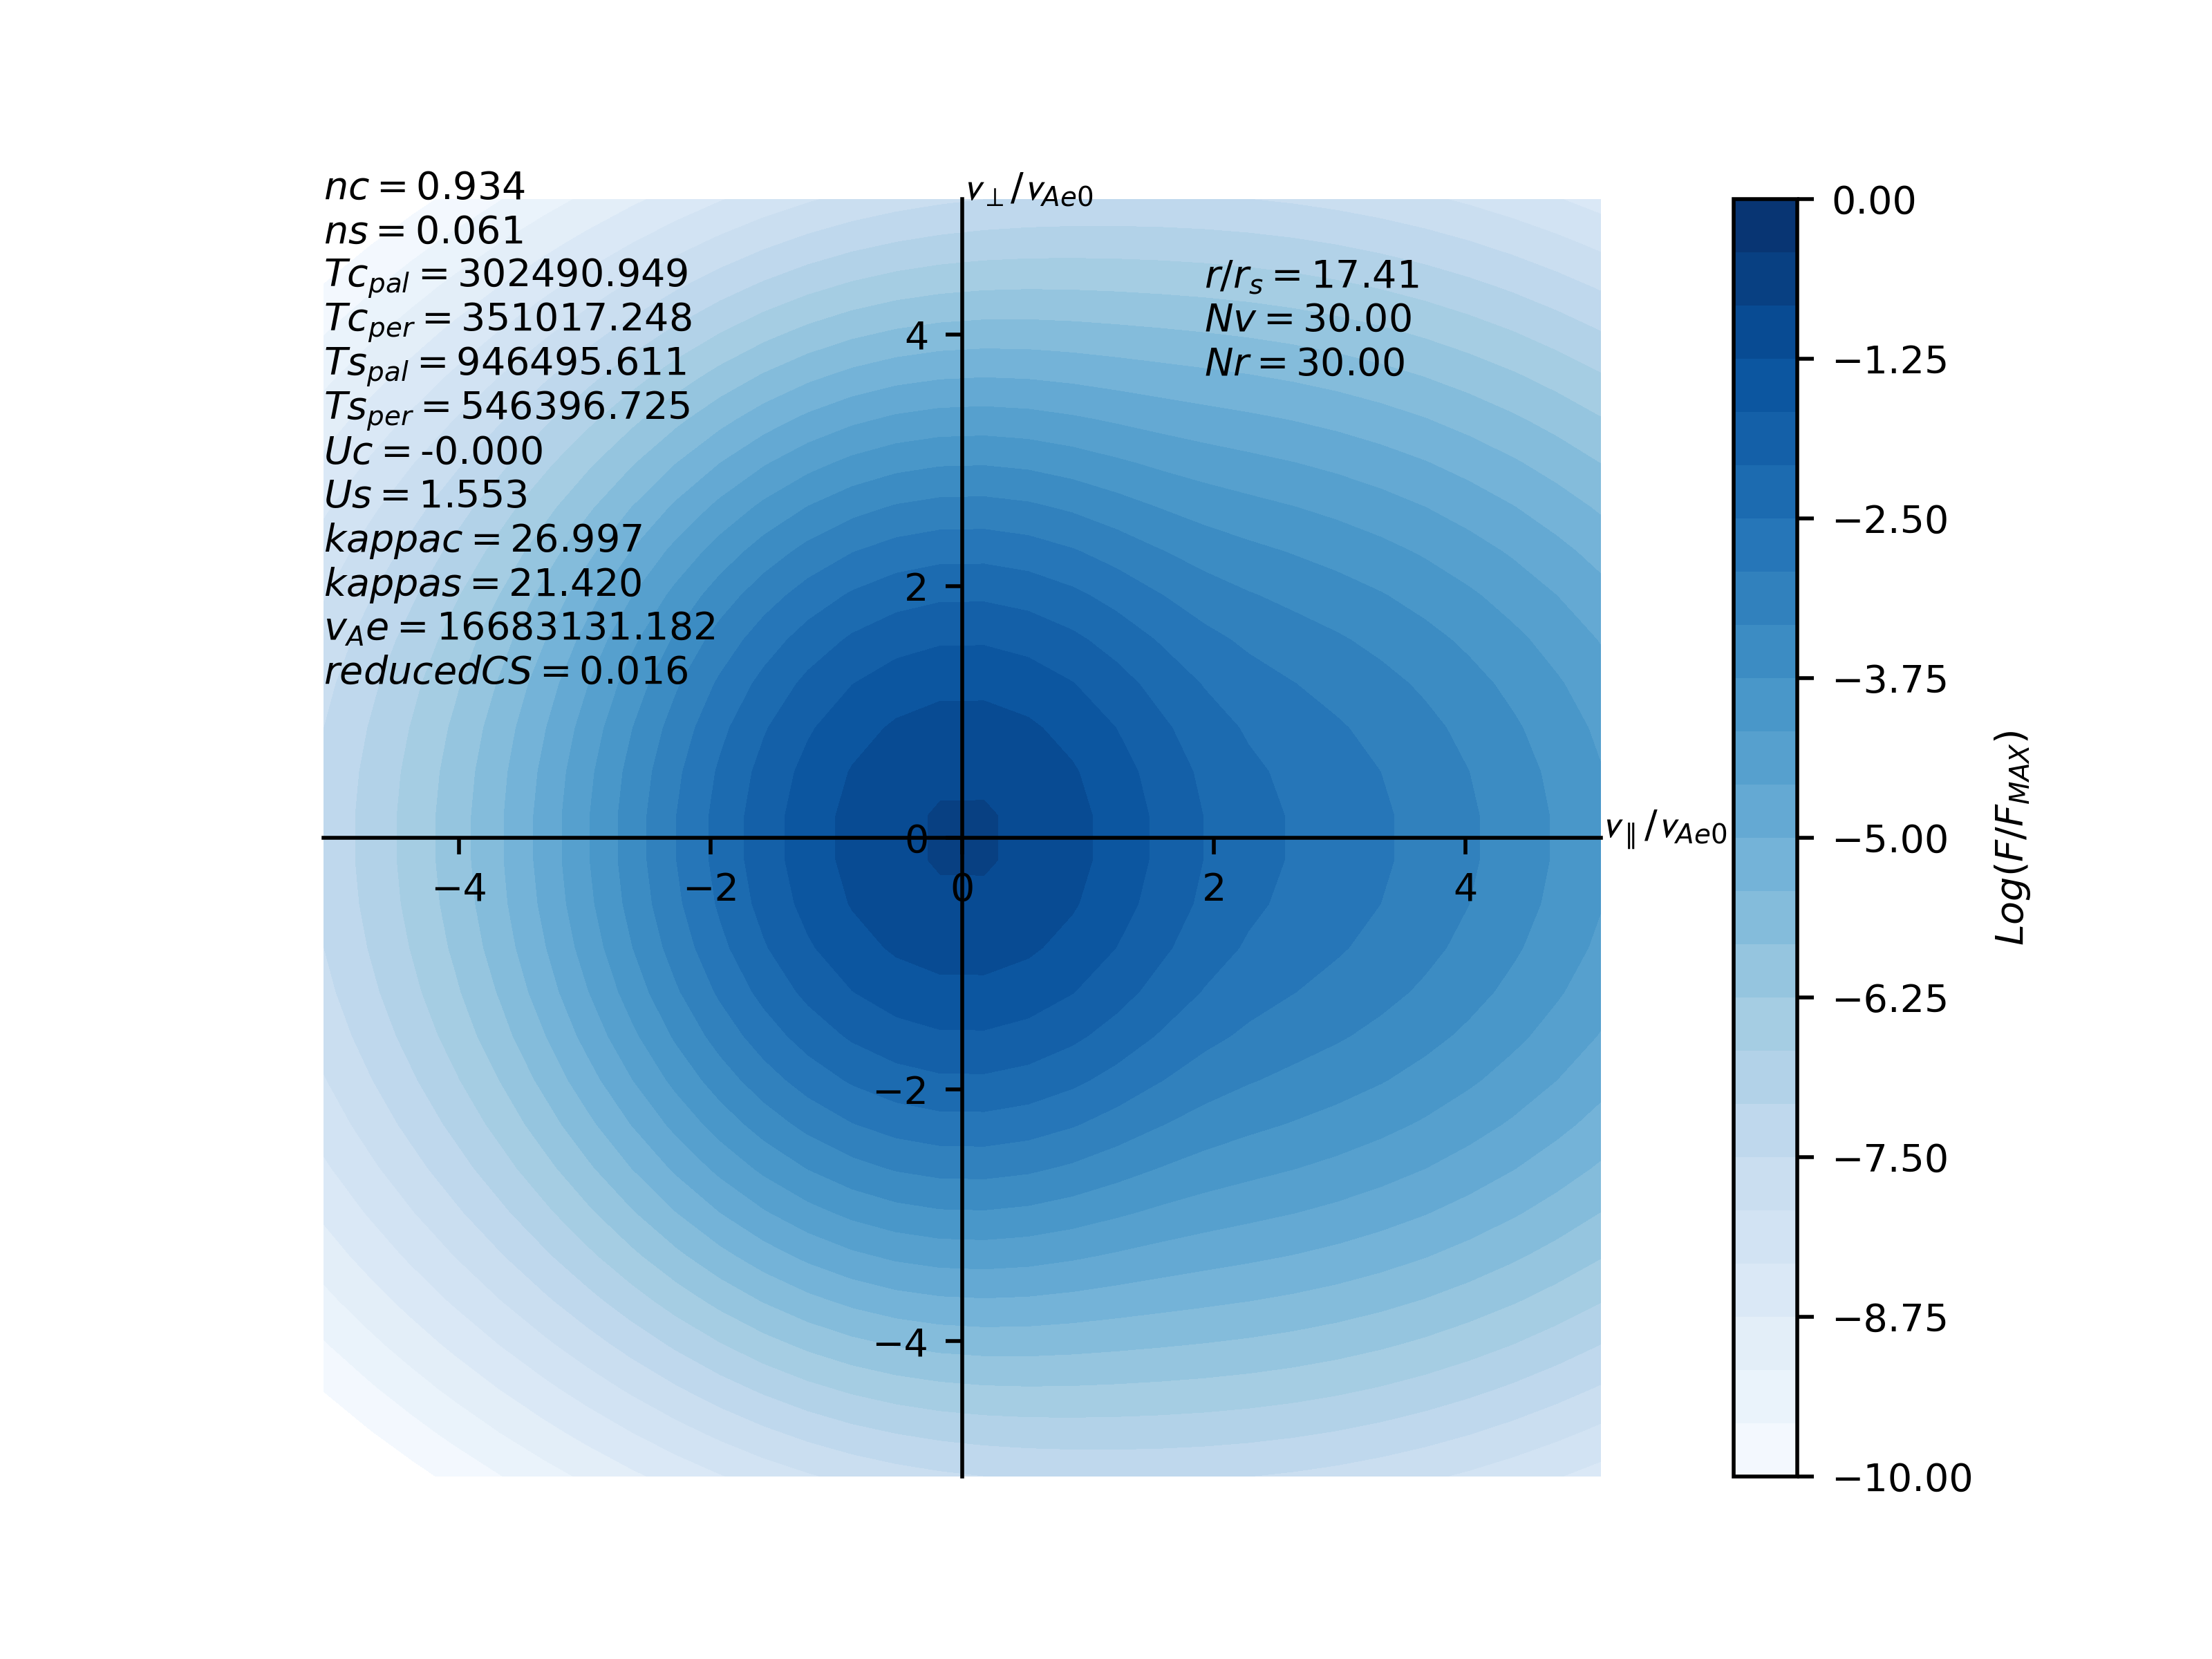 nc = 0.934
ns = 0.061
Tc_pal = 302490.949
Tc_per = 351017.248
Ts_pal = 946495.611
Ts_per = 546396.725
Uc = -0.000
Us = 1.553
kappac = 26.997
kappas = 21.420
v_A e = 16683131.182
reducedCS = 0.016
v_⊥/v_Ae0
r/r_s = 17.41
Nv = 30.00
Nr = 30.00
4
2
0
−2
−4
−4
−2
0
2
4
v_∥/v_Ae0
0.00
−1.25
−2.50
−3.75
−5.00
−6.25
−7.50
−8.75
−10.00
Log(F/F_MAX)